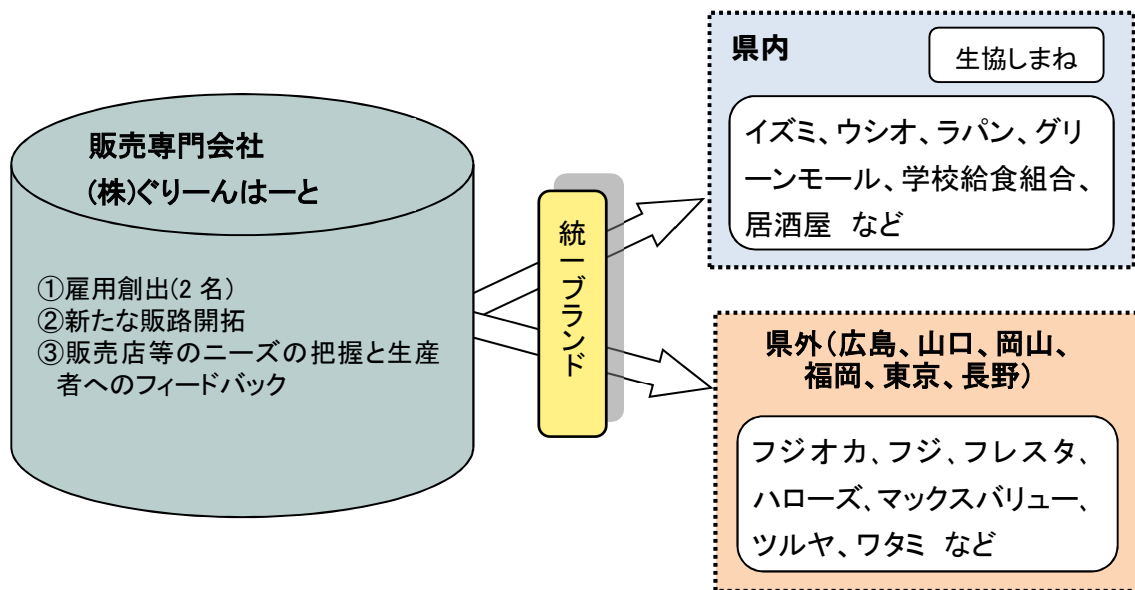 販売専門会社
(株)ぐりーんはーと
①雇用創出(2 名)
②新たな販路開拓
③販売店等のニーズの把握と生産
者へのフィードバック
統一ブランド
県内
生協しまね
イズミ、ウシオ、ラパン、グリ
ーンモール、学校給食組合、
居酒屋 など
県外(広島、山口、岡山、
福岡、東京、長野)
フジオカ、フジ、フレスタ、
ハローズ、マックスバリュー、
ツルヤ、ワタミ など